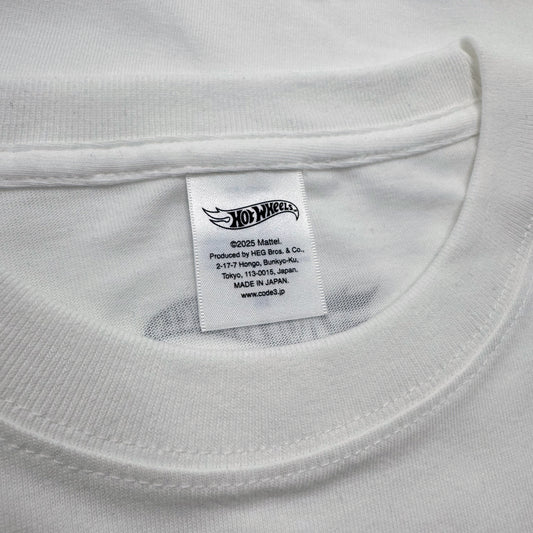 HOT WHEELS
©2025 Mattel.
Produced by HEG Bros. & Co.,
2-17-7 Hongo, Bunkyo-Ku,
Tokyo, 113-0015, Japan.
MADE IN JAPAN.
www.code3.jp